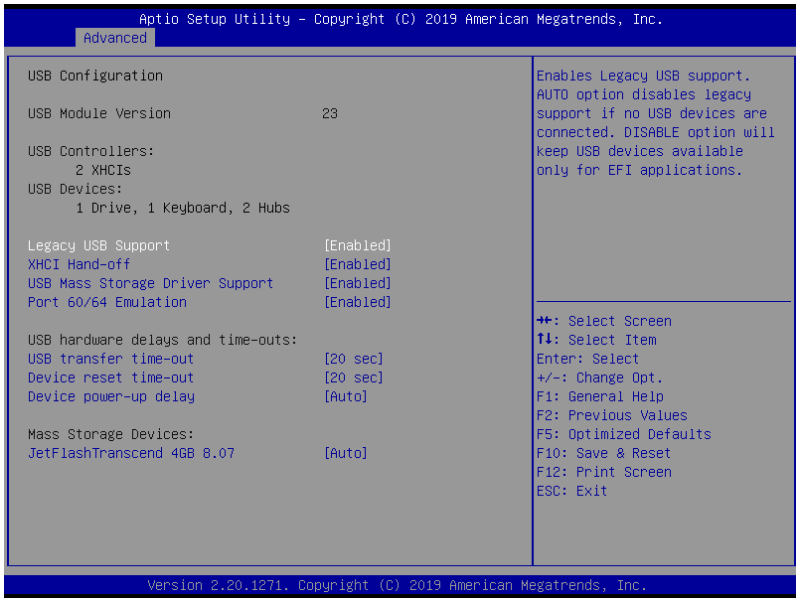 Aptio Setup Utility – Copyright (C) 2019 American Megatrends, Inc.
Advanced
USB Configuration
USB Module Version 23
USB Controllers:
2 XHCIs
USB Devices:
1 Drive, 1 Keyboard, 2 Hubs
Legacy USB Support [Enabled]
XHCI Hand-off [Enabled]
USB Mass Storage Driver Support [Enabled]
Port 60/64 Emulation [Enabled]
USB hardware delays and time-outs:
USB transfer time-out [20 sec]
Device reset time-out [20 sec]
Device power-up delay [Auto]
Mass Storage Devices:
JetFlashTranscend 4GB 8.07 [Auto]
Enables Legacy USB support.
AUTO option disables legacy
support if no USB devices are
connected. DISABLE option will
keep USB devices available
only for EFI applications.
→←: Select Screen
↑↓: Select Item
Enter: Select
+/-: Change Opt.
F1: General Help
F2: Previous Values
F5: Optimized Defaults
F10: Save & Reset
F12: Print Screen
ESC: Exit
Version 2.20.1271. Copyright (C) 2019 American Megatrends, Inc.